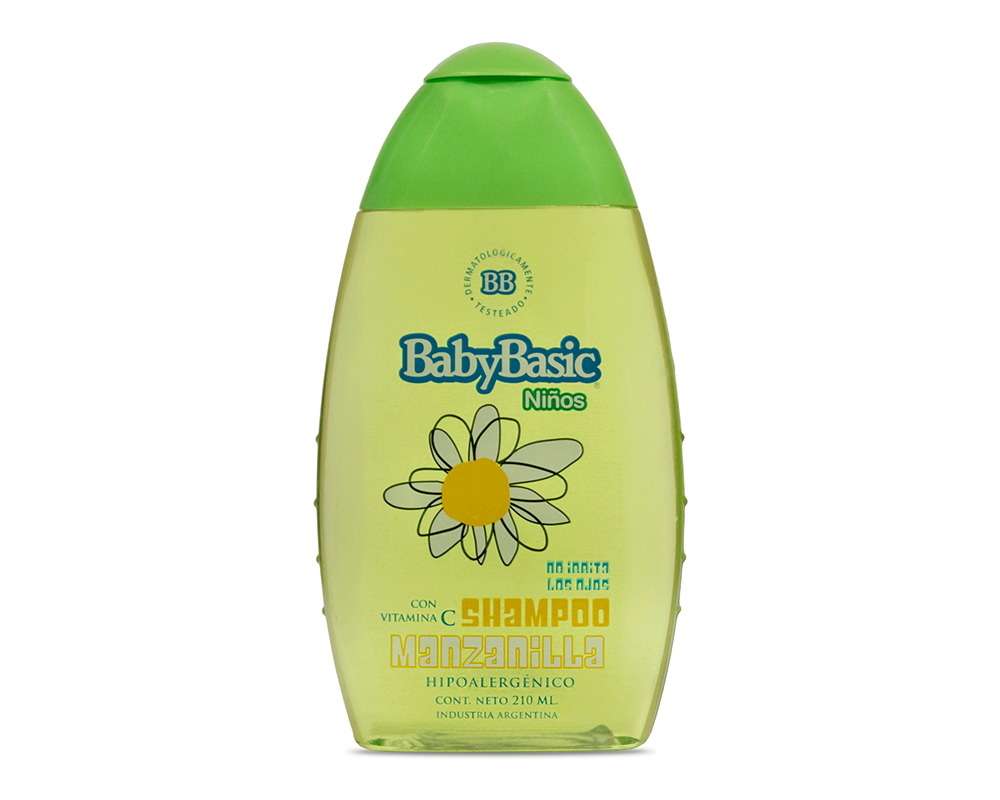 DERMATOLOGICAMENTE
BB
• TESTEADO •
BabyBasic®
Niños
NO IRRITA
LOS OJOS
CON
VITAMINA C SHAMPOO
MANZANILLA
HIPOALERGÉNICO
CONT. NETO 210 ML.
INDUSTRIA ARGENTINA